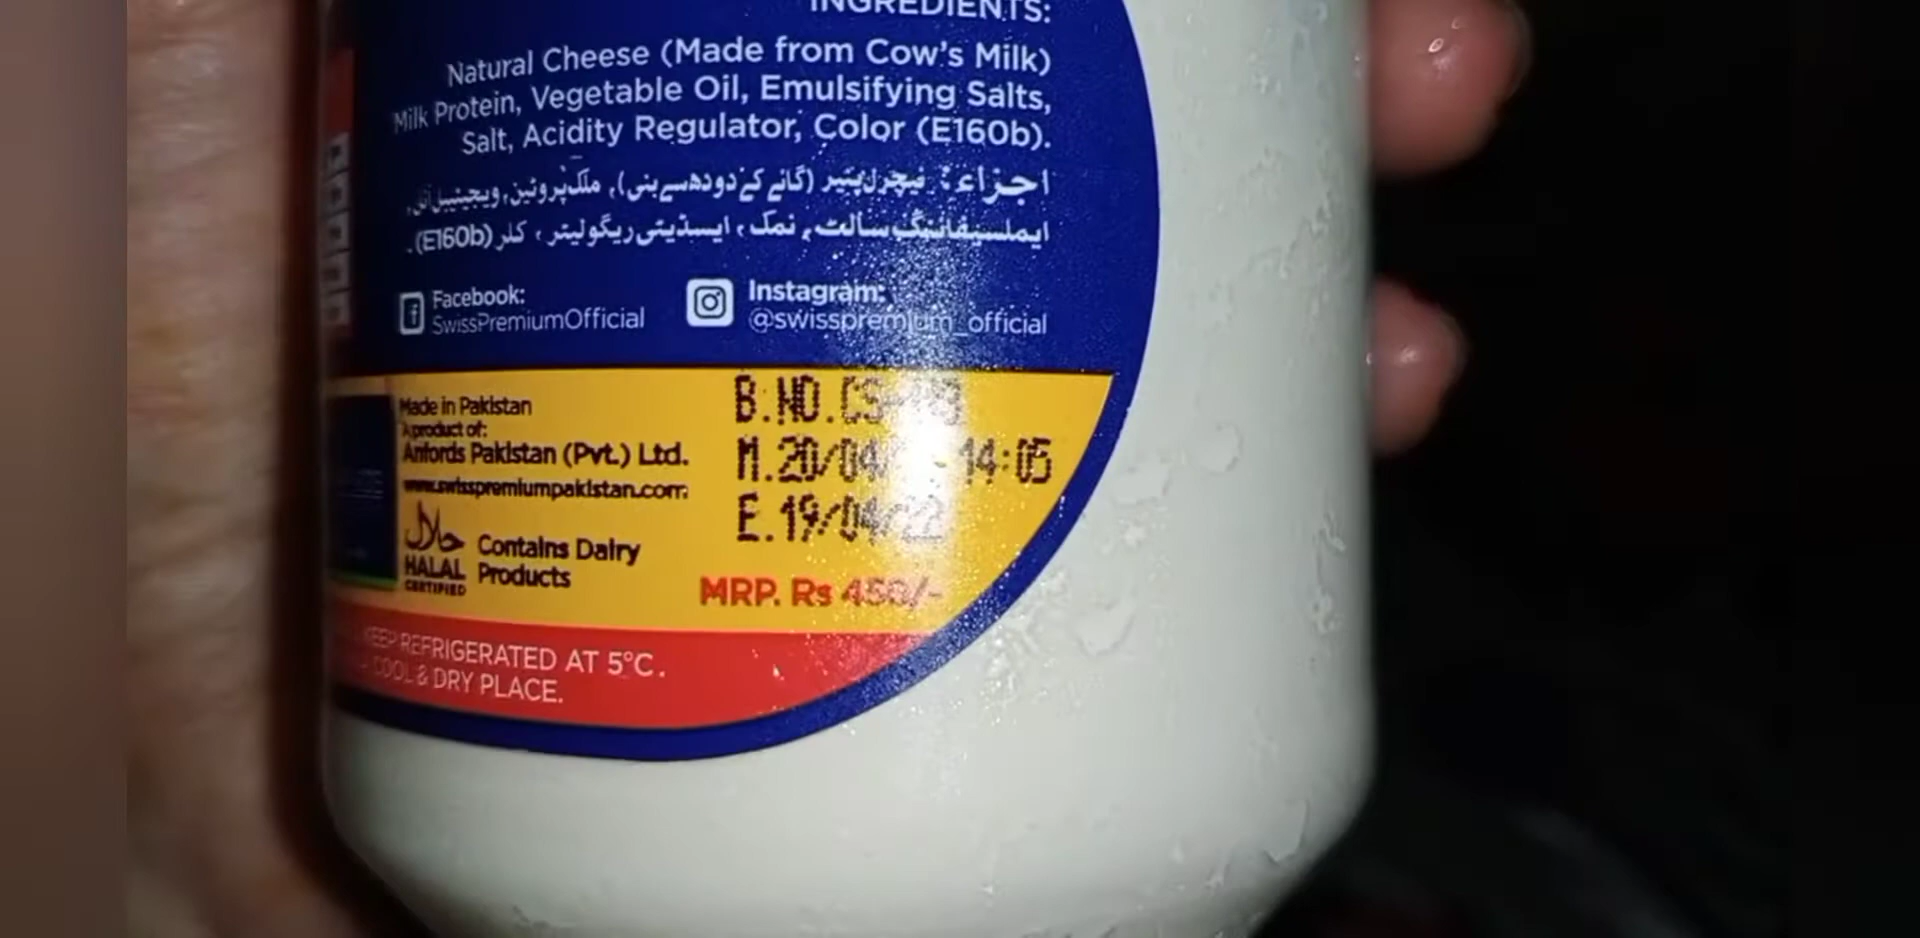 INGREDIENTS:
Natural Cheese (Made from Cow's Milk)
Milk Protein, Vegetable Oil, Emulsifying Salts,
Salt, Acidity Regulator, Color (E160b).
اجزاء: نیچرل پنیر (گائے کے دودھ سے بنی)، ملک پروٹین، ویجیٹیبل آئل،
ایملسیفائنگ سالٹ، نمک، ایسڈیٹی ریگولیٹر، کلر (E160b)۔
Facebook:
SwissPremiumOfficial
Instagram:
@swisspremium_official
Made in Pakistan
A product of:
Anfords Pakistan (Pvt.) Ltd.
www.swisspremiumpakistan.com
حلال
HALAL
CERTIFIED
Contains Dairy
Products
B.NO.
M.20/04 14:05
E.19/04/22
MRP. Rs 450/-
KEEP REFRIGERATED AT 5°C.
COOL & DRY PLACE.